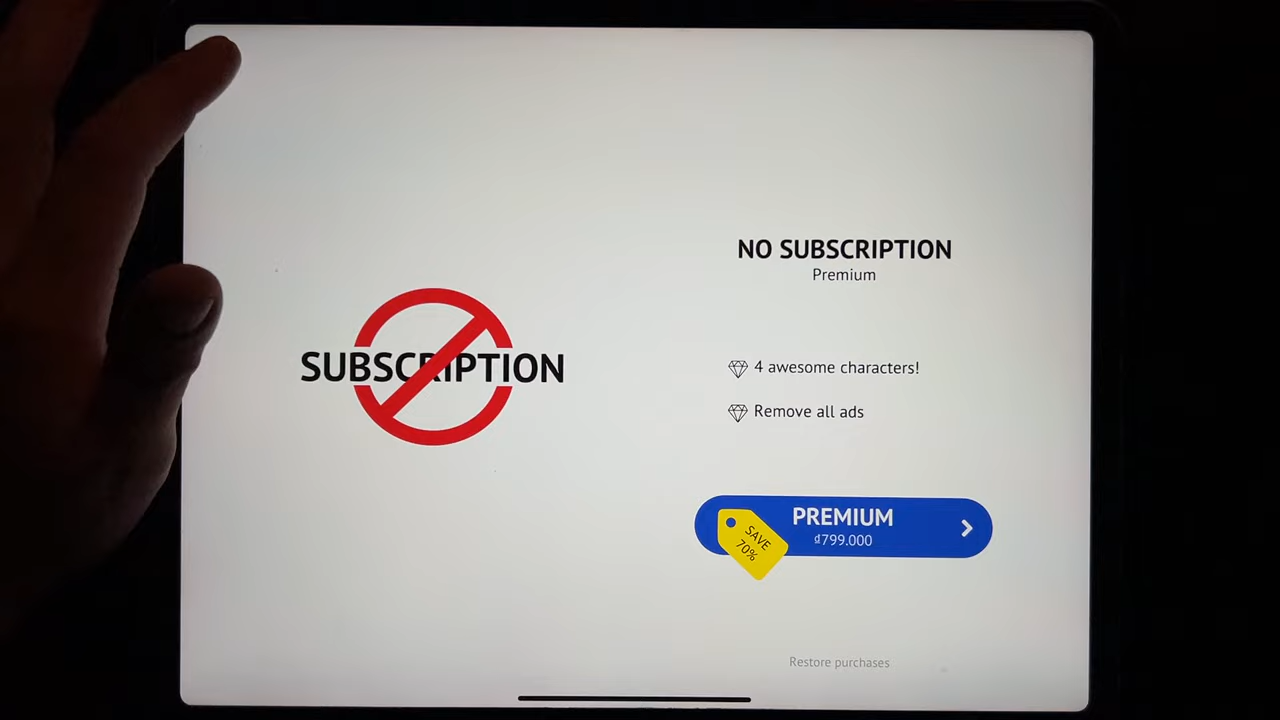 SUBSCRIPTION
NO SUBSCRIPTION
Premium
4 awesome characters!
Remove all ads
SAVE
70%
PREMIUM
₫799.000
Restore purchases